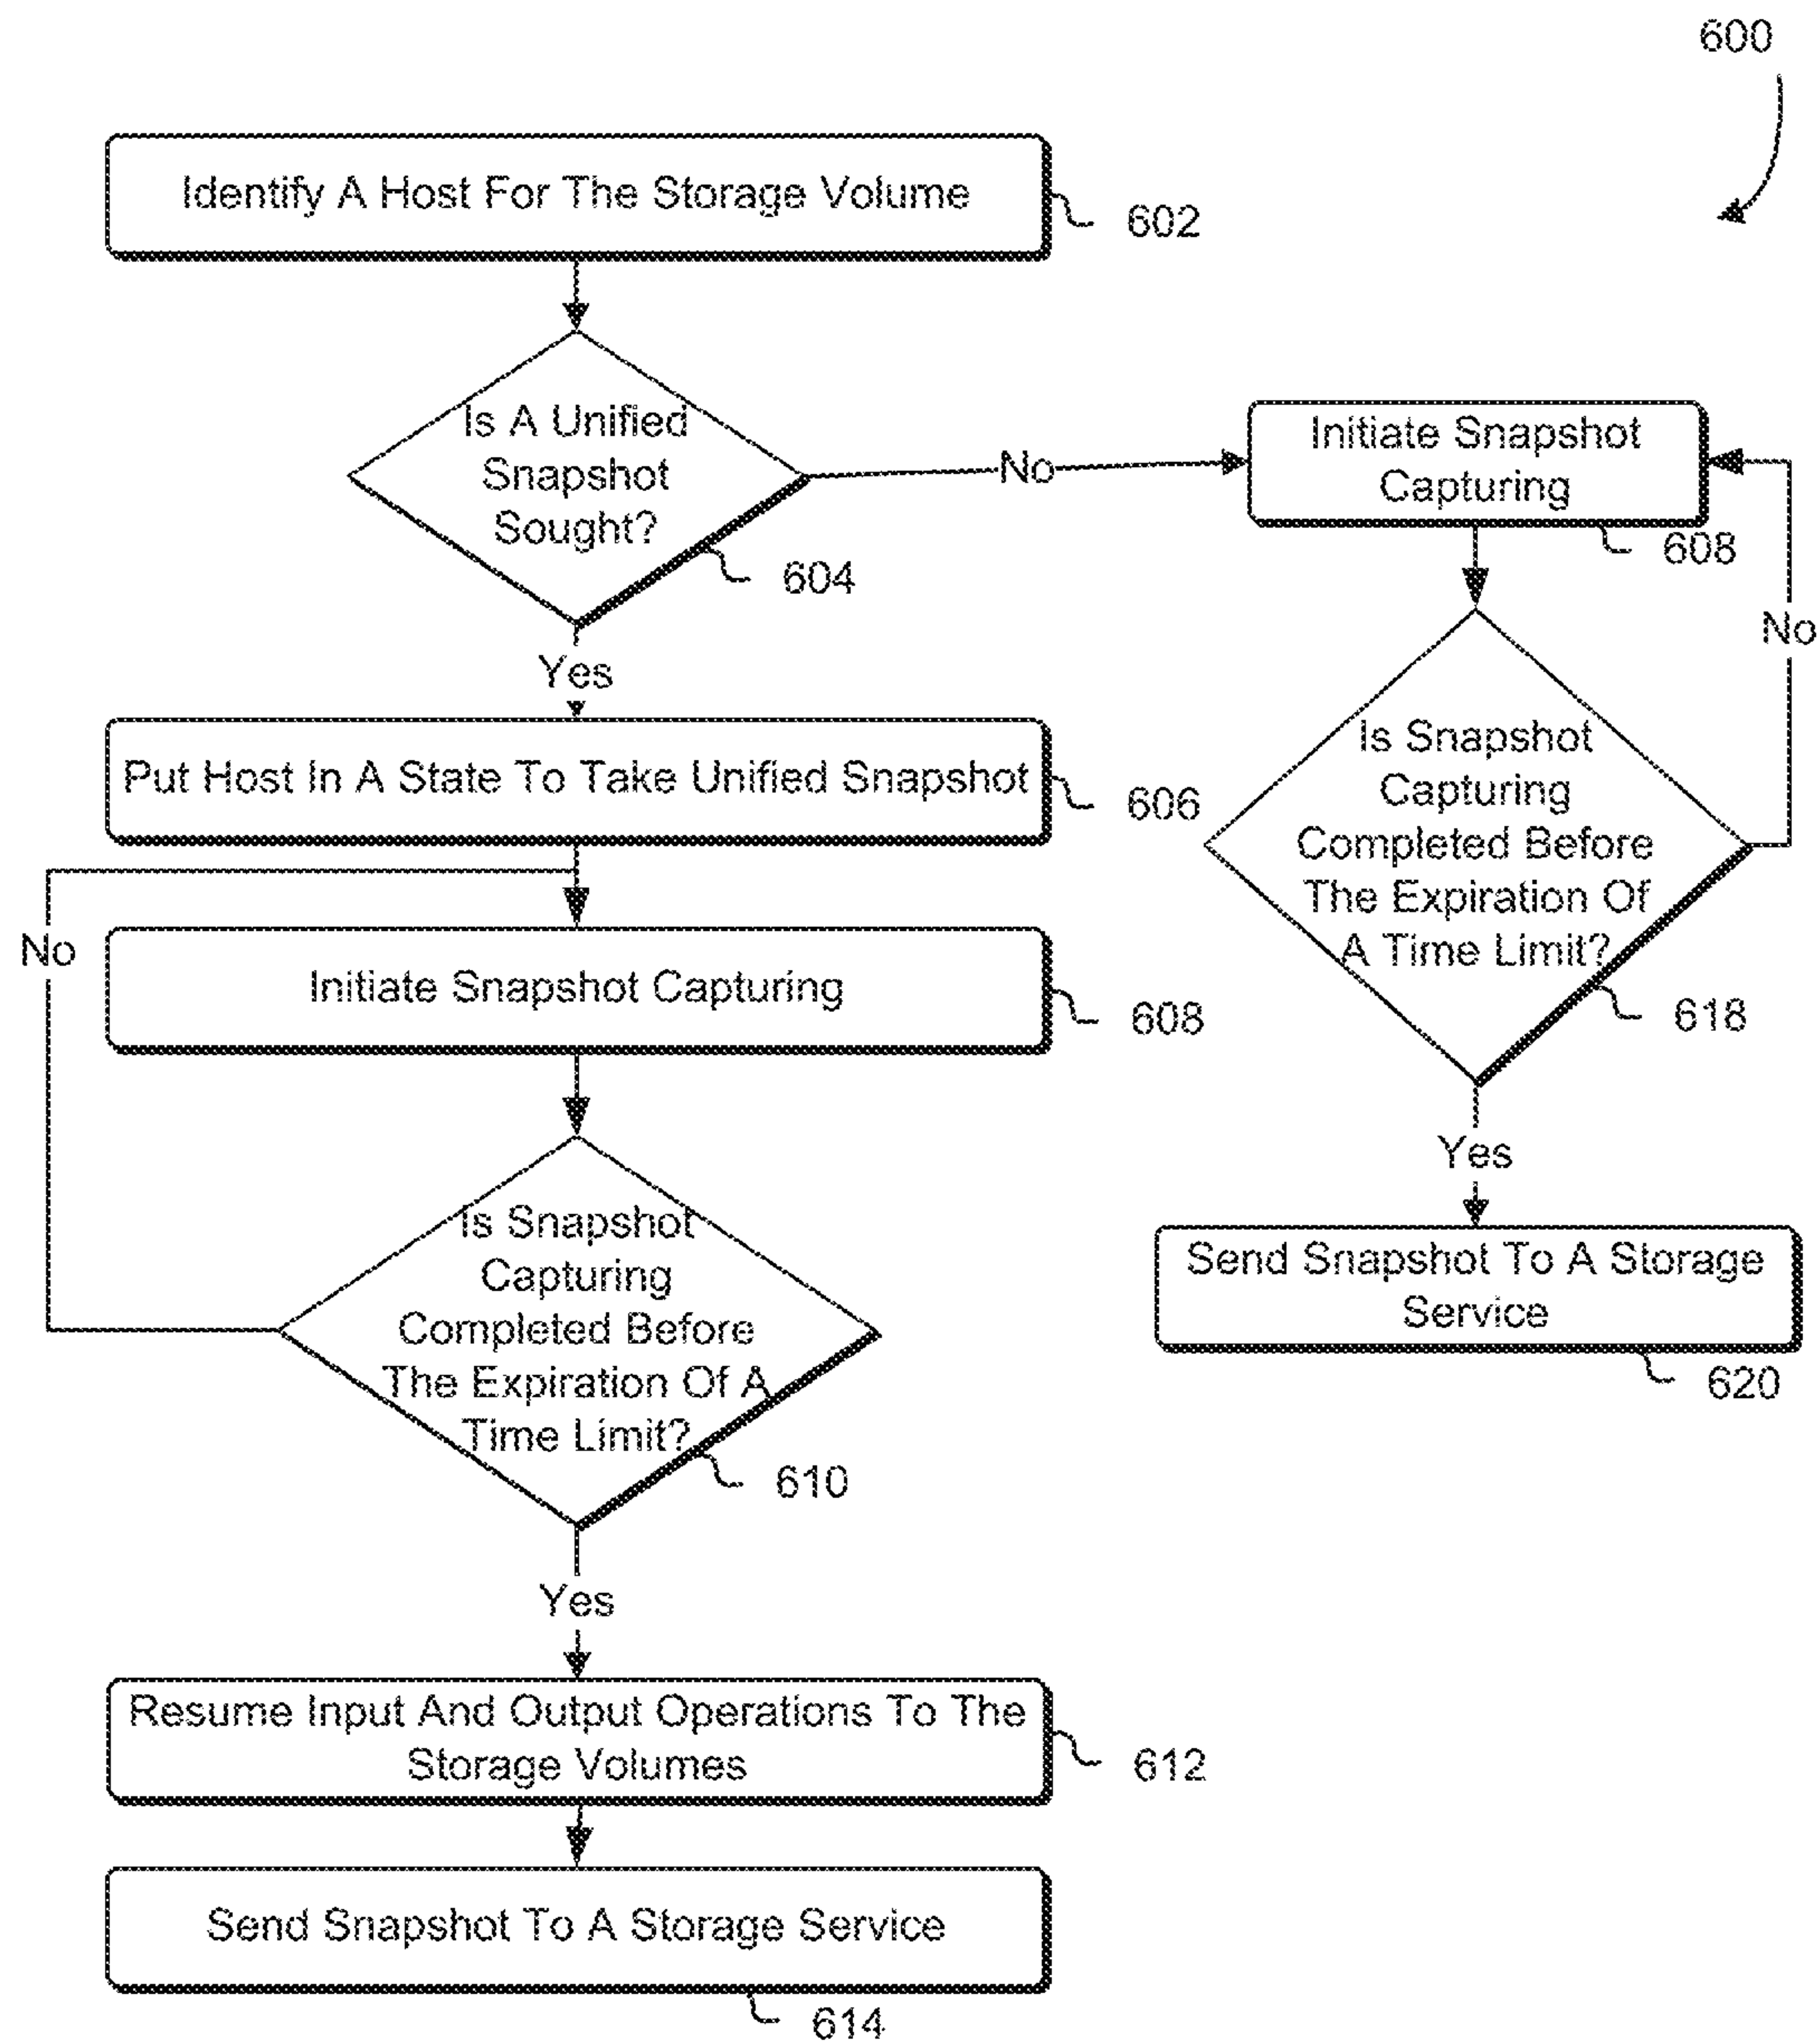 600
Identify A Host For The Storage Volume
602
Is A Unified
Snapshot
Sought?
604
No
Yes
Initiate Snapshot
Capturing
608
No
Put Host In A State To Take Unified Snapshot
606
Is Snapshot
Capturing
Completed Before
The Expiration Of
A Time Limit?
618
No
Initiate Snapshot Capturing
608
Yes
Is Snapshot
Capturing
Completed Before
The Expiration Of A
Time Limit?
610
Send Snapshot To A Storage
Service
620
Yes
Resume Input And Output Operations To The
Storage Volumes
612
Send Snapshot To A Storage Service
614